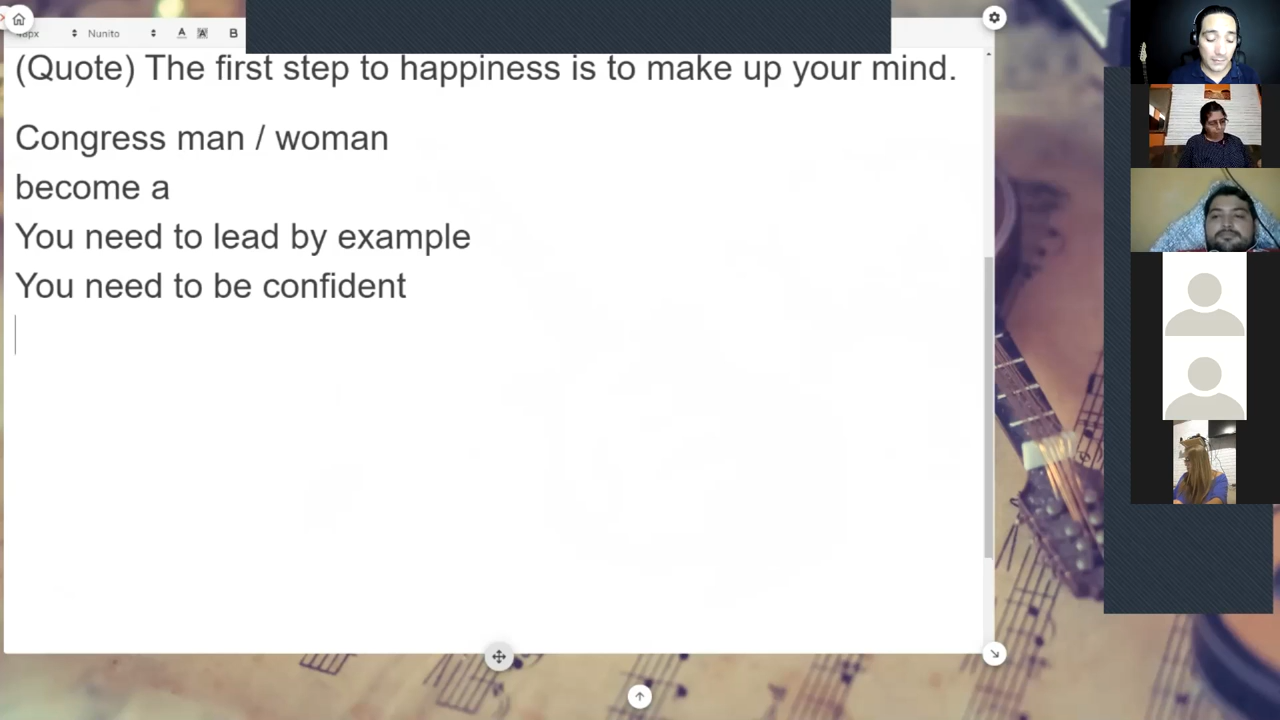 Nunito
B
(Quote) The first step to happiness is to make up your mind.
Congress man / woman
become a
You need to lead by example
You need to be confident